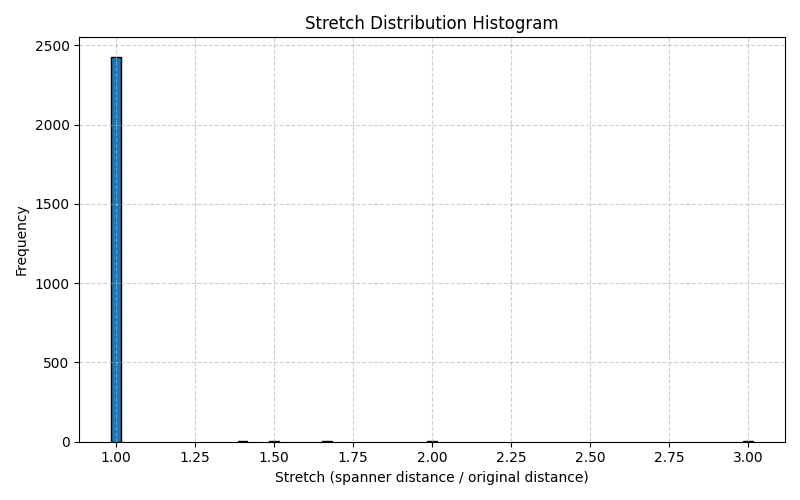 Stretch Distribution Histogram
Frequency
2500
2000
1500
1000
500
0
1.00 1.25 1.50 1.75 2.00 2.25 2.50 2.75 3.00
Stretch (spanner distance / original distance)